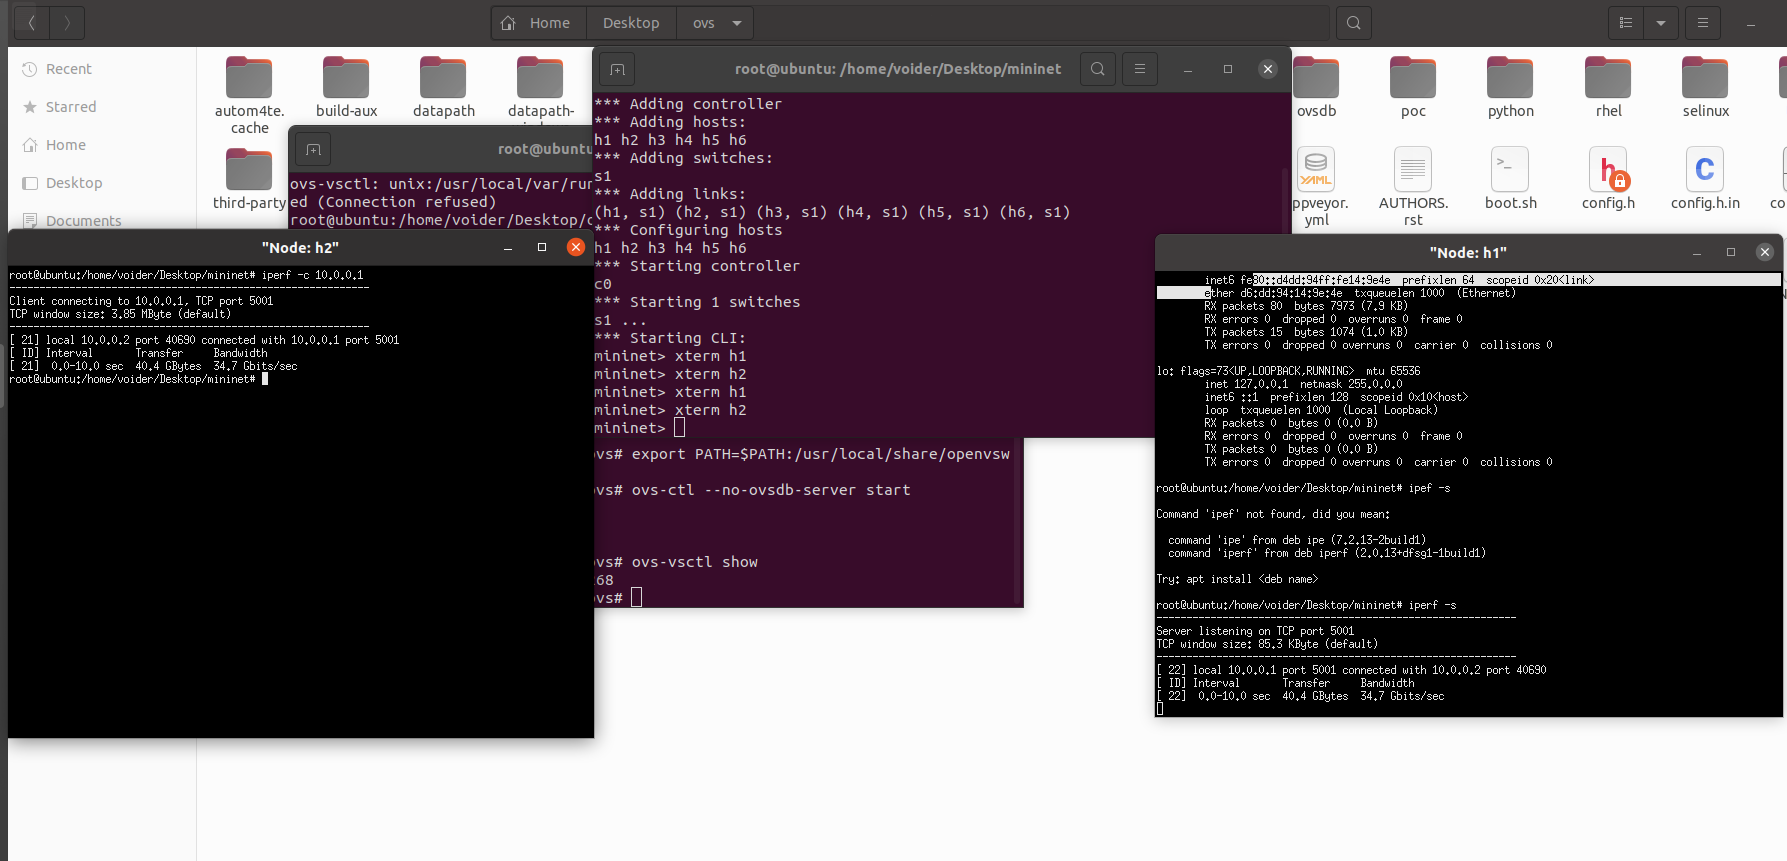 Home
Desktop
ovs
Recent
Starred
Home
Desktop
Documents
autom4te.
cache
build-aux
datapath
datapath-
third-party
ovsdb
poc
python
rhel
selinux
YAML
ppveyor.
yml
AUTHORS.
rst
>_
boot.sh
h
config.h
C
config.h.in
co
root@ubuntu: /home/voider/Desktop/mininet
*** Adding controller
*** Adding hosts:
h1 h2 h3 h4 h5 h6
*** Adding switches:
s1
*** Adding links:
(h1, s1) (h2, s1) (h3, s1) (h4, s1) (h5, s1) (h6, s1)
*** Configuring hosts
h1 h2 h3 h4 h5 h6
*** Starting controller
c0
*** Starting 1 switches
s1 ...
*** Starting CLI:
mininet> xterm h1
mininet> xterm h2
mininet> xterm h1
mininet> xterm h2
mininet>
root@ubuntu
ovs-vsctl: unix:/usr/local/var/run
ed (Connection refused)
root@ubuntu:/home/voider/Desktop/o
ovs# export PATH=$PATH:/usr/local/share/openvsw
ovs# ovs-ctl --no-ovsdb-server start
ovs# ovs-vsctl show
68
ovs#
"Node: h2"
root@ubuntu:/home/voider/Desktop/mininet# iperf -c 10.0.0.1
------------------------------------------------------------
Client connecting to 10.0.0.1, TCP port 5001
TCP window size: 3.85 MByte (default)
------------------------------------------------------------
[ 21] local 10.0.0.2 port 40690 connected with 10.0.0.1 port 5001
[ ID] Interval       Transfer     Bandwidth
[ 21]  0.0-10.0 sec  40.4 GBytes  34.7 Gbits/sec
root@ubuntu:/home/voider/Desktop/mininet#
"Node: h1"
inet6 fe80::d4dd:94ff:fe14:9e4e  prefixlen 64  scopeid 0x20<link>
ether d6:dd:94:14:9e:4e  txqueuelen 1000  (Ethernet)
RX packets 80  bytes 7973 (7.9 KB)
RX errors 0  dropped 0  overruns 0  frame 0
TX packets 15  bytes 1074 (1.0 KB)
TX errors 0  dropped 0 overruns 0  carrier 0  collisions 0
lo: flags=73<UP,LOOPBACK,RUNNING>  mtu 65536
inet 127.0.0.1  netmask 255.0.0.0
inet6 ::1  prefixlen 128  scopeid 0x10<host>
loop  txqueuelen 1000  (Local Loopback)
RX packets 0  bytes 0 (0.0 B)
RX errors 0  dropped 0  overruns 0  frame 0
TX packets 0  bytes 0 (0.0 B)
TX errors 0  dropped 0 overruns 0  carrier 0  collisions 0
root@ubuntu:/home/voider/Desktop/mininet# ipef -s
Command 'ipef' not found, did you mean:
command 'ipe' from deb ipe (7.2.13-2build1)
command 'iperf' from deb iperf (2.0.13+dfsg1-1build1)
Try: apt install <deb name>
root@ubuntu:/home/voider/Desktop/mininet# iperf -s
------------------------------------------------------------
Server listening on TCP port 5001
TCP window size: 85.3 KByte (default)
------------------------------------------------------------
[ 22] local 10.0.0.1 port 5001 connected with 10.0.0.2 port 40690
[ ID] Interval       Transfer     Bandwidth
[ 22]  0.0-10.0 sec  40.4 GBytes  34.7 Gbits/sec